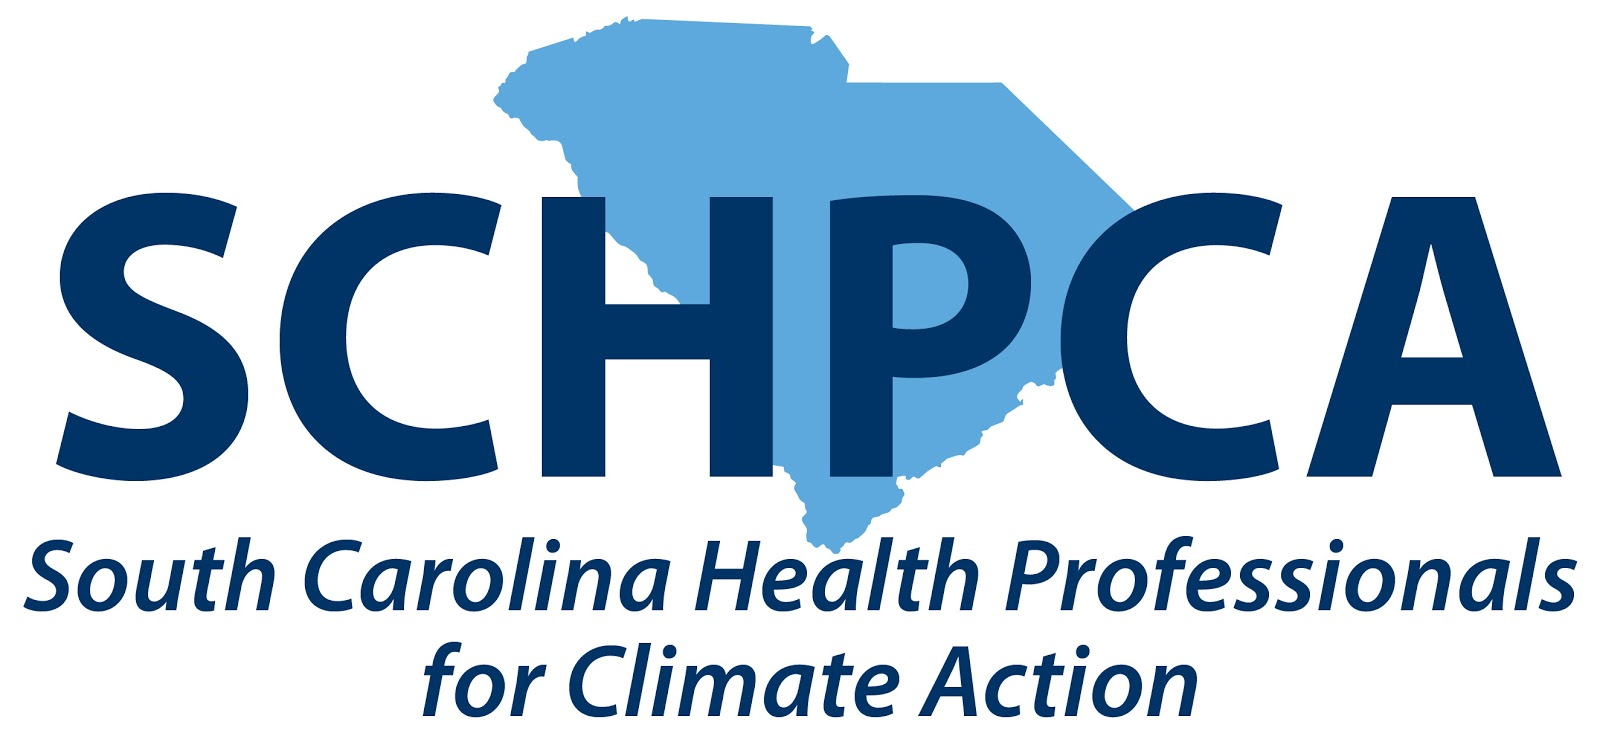 SCHPCA
South Carolina Health Professionals
for Climate Action